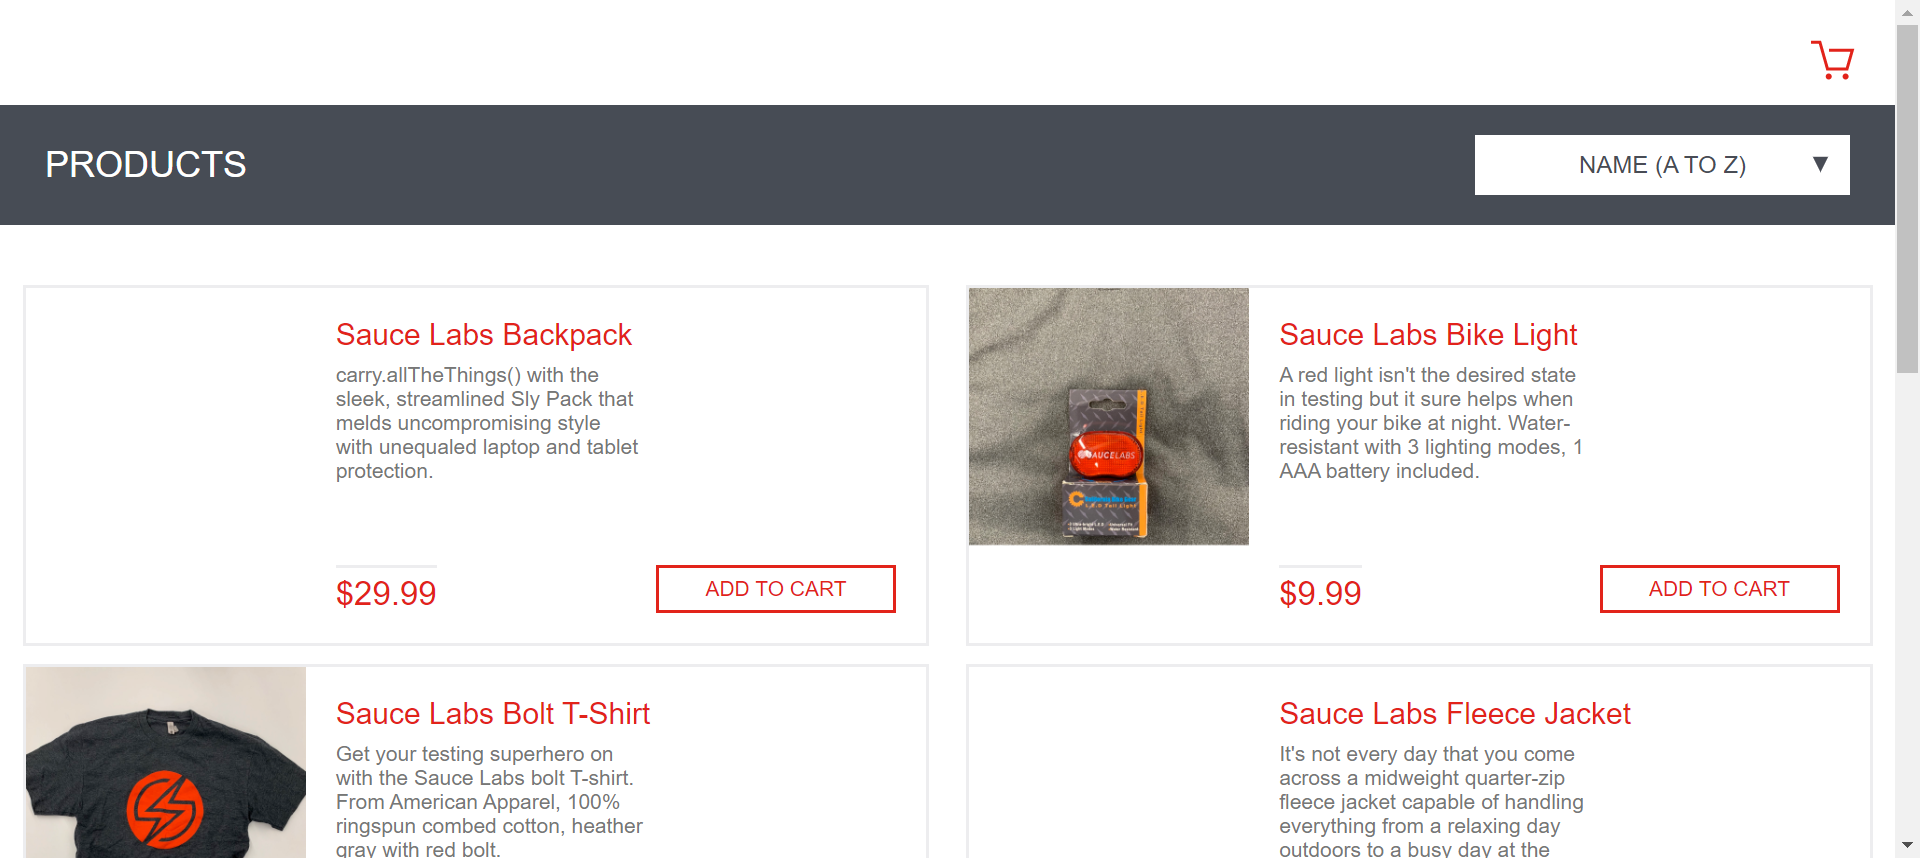 PRODUCTS
NAME (A TO Z)
Sauce Labs Backpack
carry.allTheThings() with the
sleek, streamlined Sly Pack that
melds uncompromising style
with unequaled laptop and tablet
protection.
$29.99
ADD TO CART
SAUCELABS
Sauce Labs Bike Light
A red light isn't the desired state
in testing but it sure helps when
riding your bike at night. Water-
resistant with 3 lighting modes, 1
AAA battery included.
$9.99
ADD TO CART
Sauce Labs Bolt T-Shirt
Get your testing superhero on
with the Sauce Labs bolt T-shirt.
From American Apparel, 100%
ringspun combed cotton, heather
gray with red bolt.
Sauce Labs Fleece Jacket
It's not every day that you come
across a midweight quarter-zip
fleece jacket capable of handling
everything from a relaxing day
outdoors to a busy day at the